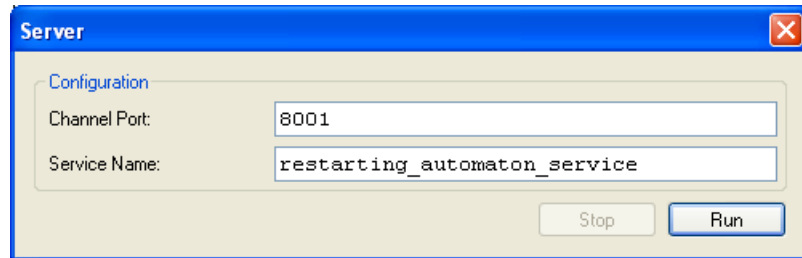 Server
Configuration
Channel Port: 8001
Service Name: restarting_automaton_service
Stop Run